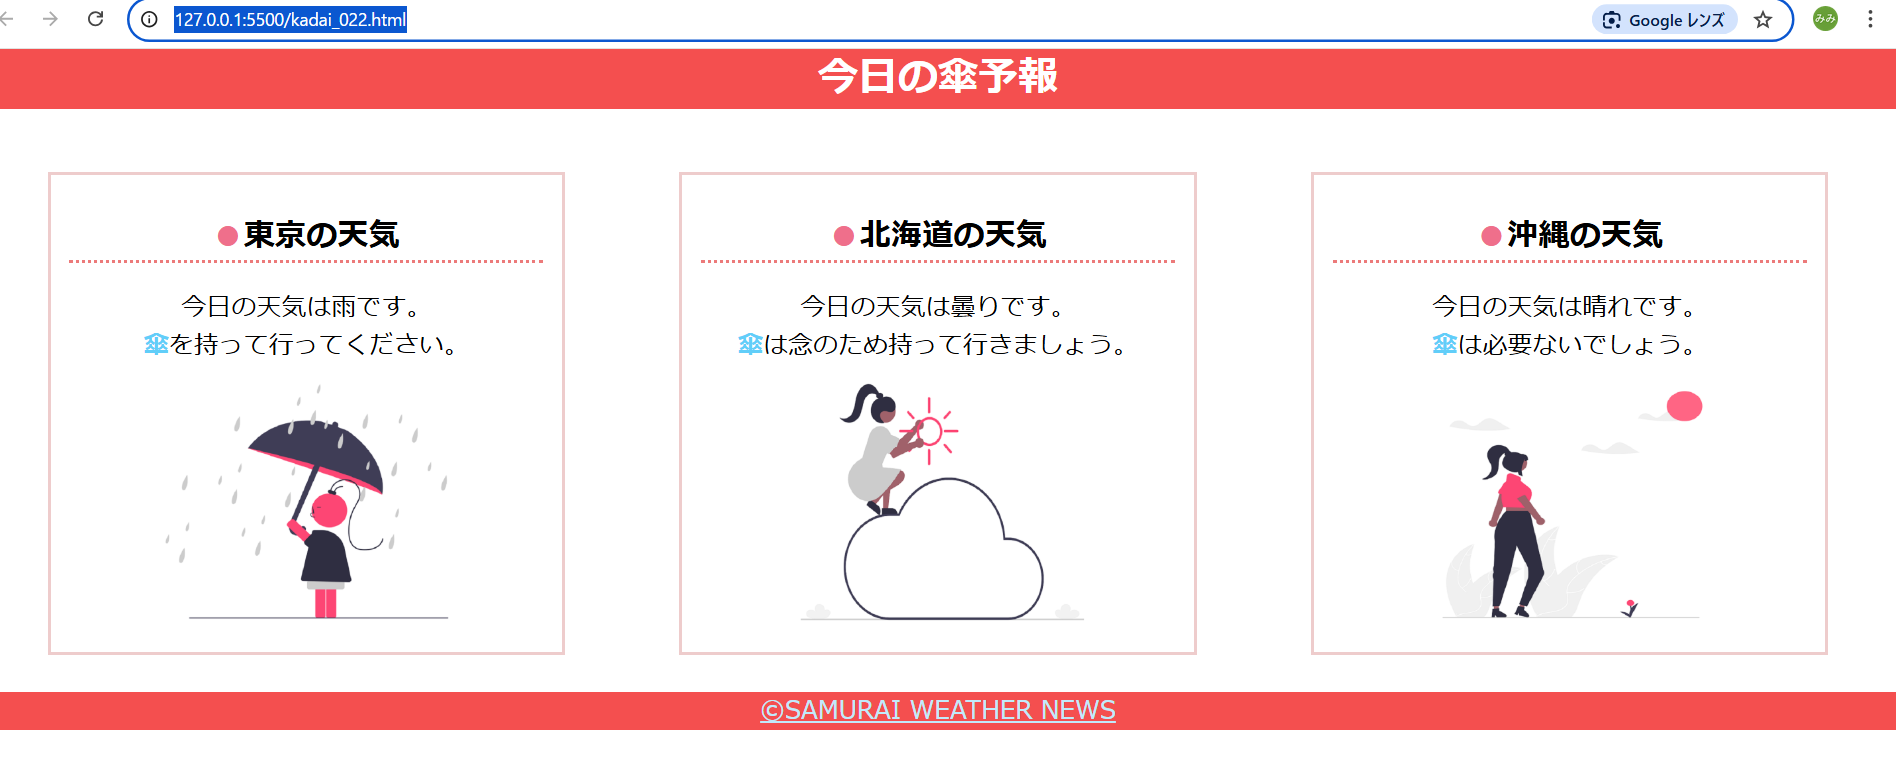 127.0.0.1:5500/kadai_022.html
Google レンズ
みみ
今日の傘予報
●東京の天気
今日の天気は雨です。
傘を持って行ってください。
●北海道の天気
今日の天気は曇りです。
傘は念のため持って行きましょう。
●沖縄の天気
今日の天気は晴れです。
傘は必要ないでしょう。
©SAMURAI WEATHER NEWS